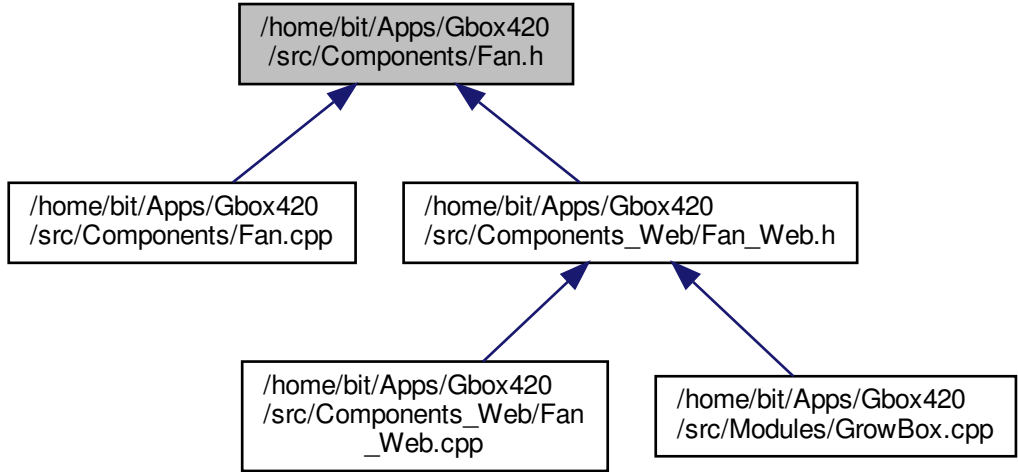 /home/bit/Apps/Gbox420
/src/Components/Fan.h
/home/bit/Apps/Gbox420
/src/Components/Fan.cpp
/home/bit/Apps/Gbox420
/src/Components_Web/Fan_Web.h
/home/bit/Apps/Gbox420
/src/Components_Web/Fan
_Web.cpp
/home/bit/Apps/Gbox420
/src/Modules/GrowBox.cpp